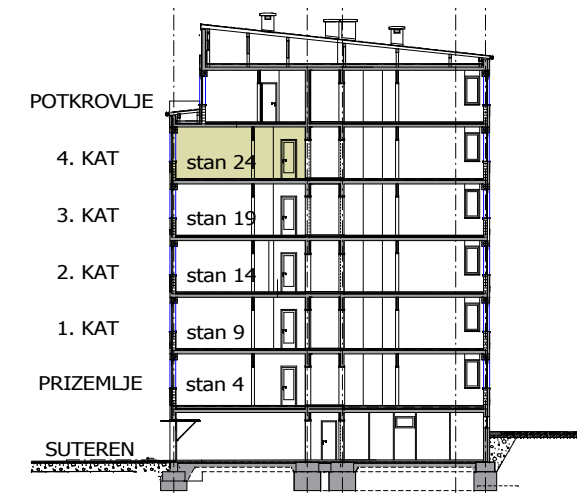 POTKROVLJE
4. KAT stan 24
3. KAT stan 19
2. KAT stan 14
1. KAT stan 9
PRIZEMLJE stan 4
SUTEREN